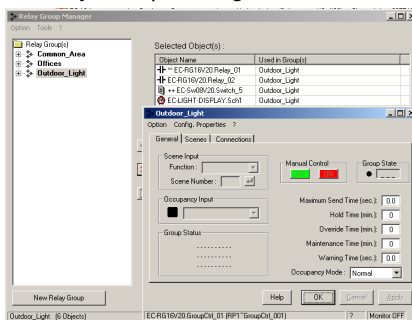 Relay Group Manager
Option Tools ?
Relay Group(s)
Common_Area
Offices
Outdoor_Light
Selected Object(s) :
Object Name Used in Group(s)
** EC-RG16V20.Relay_01 Outdoor_Light
EC-RG16V20.Relay_02 Outdoor_Light
++ EC-Sw08V20.Switch_5 Outdoor_Light
EC-LIGHT-DISPLAY.Sch1 Outdoor_Light
Outdoor_Light
Option Config. Properties ?
General Scenes Connections
Scene Input
Function :
Scene Number :
Manual Control
ON
Group State
_ _ _
Occupancy Input
Group Status
Maximum Send Time (sec.): 0.0
Hold Time (min.): 0
Override Time (min.): 0
Maintenance Time (min.): 0
Warning Time (sec.): 0
Occupancy Mode : Normal
New Relay Group
Help OK Cancel Apply
Outdoor_Light (6 Objects)
EC-RG16V20.GroupCtrl_01 (RP1^GroupCtrl_001) ? Monitor OFF